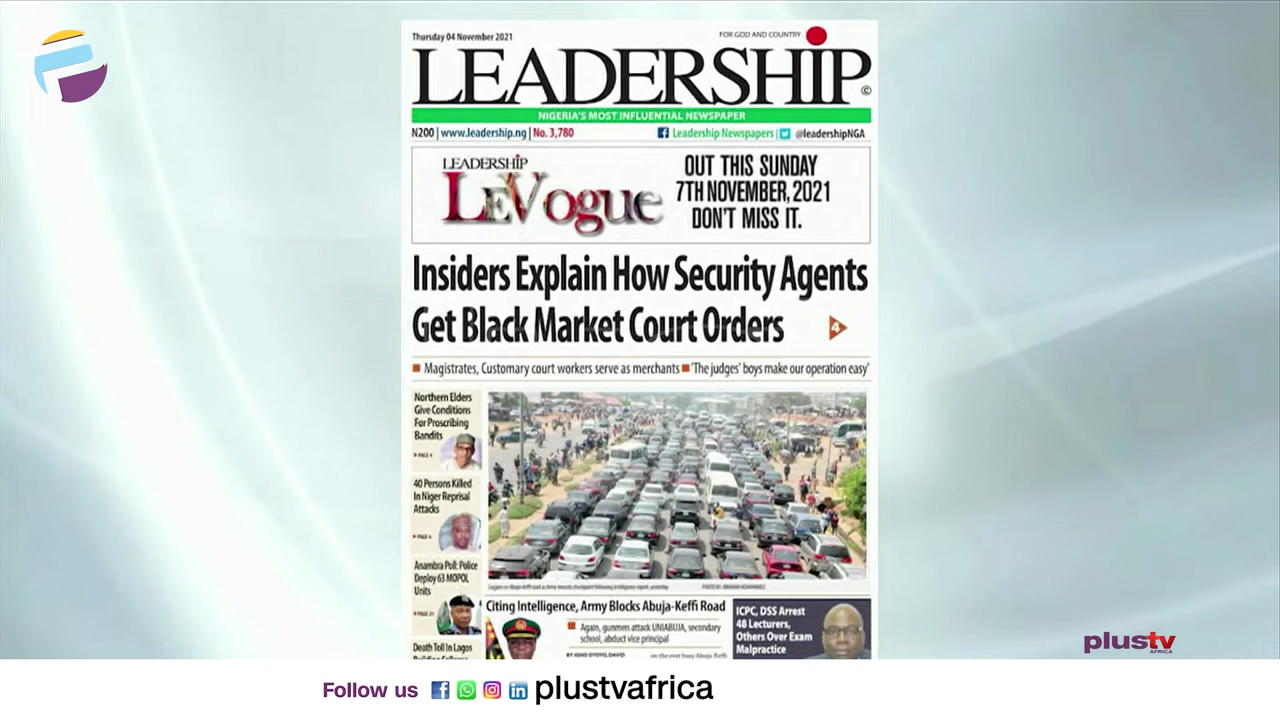 Thursday 04 November 2021
FOR GOD AND COUNTRY
LEADERSHIP
NIGERIA'S MOST INFLUENTIAL NEWSPAPER
N200 | www.leadership.ng | No. 3,780
Leadership Newspapers | @leadershipNGA
LEADERSHIP
LEVOGUE
OUT THIS SUNDAY
7TH NOVEMBER, 2021
DON'T MISS IT.
Insiders Explain How Security Agents
Get Black Market Court Orders
4
Magistrates, Customary court workers serve as merchants 'The judges' boys make our operation easy'
Northern Elders
Give Conditions
For Proscribing
Bandits
PAGE 4
40 Persons Killed
In Niger Reprisal
Attacks
Anambra Poll: Police
Deploy 63 MOPOL
Units
PAGE 21
Death Toll In Lagos
Citing Intelligence, Army Blocks Abuja-Keffi Road
Again, gunmen attack UNIABUJA, secondary
school, abduct vice principal
ICPC, DSS Arrest
48 Lecturers,
Others Over Exam
Malpractice
plustv
AFRICA
Follow us plustvafrica